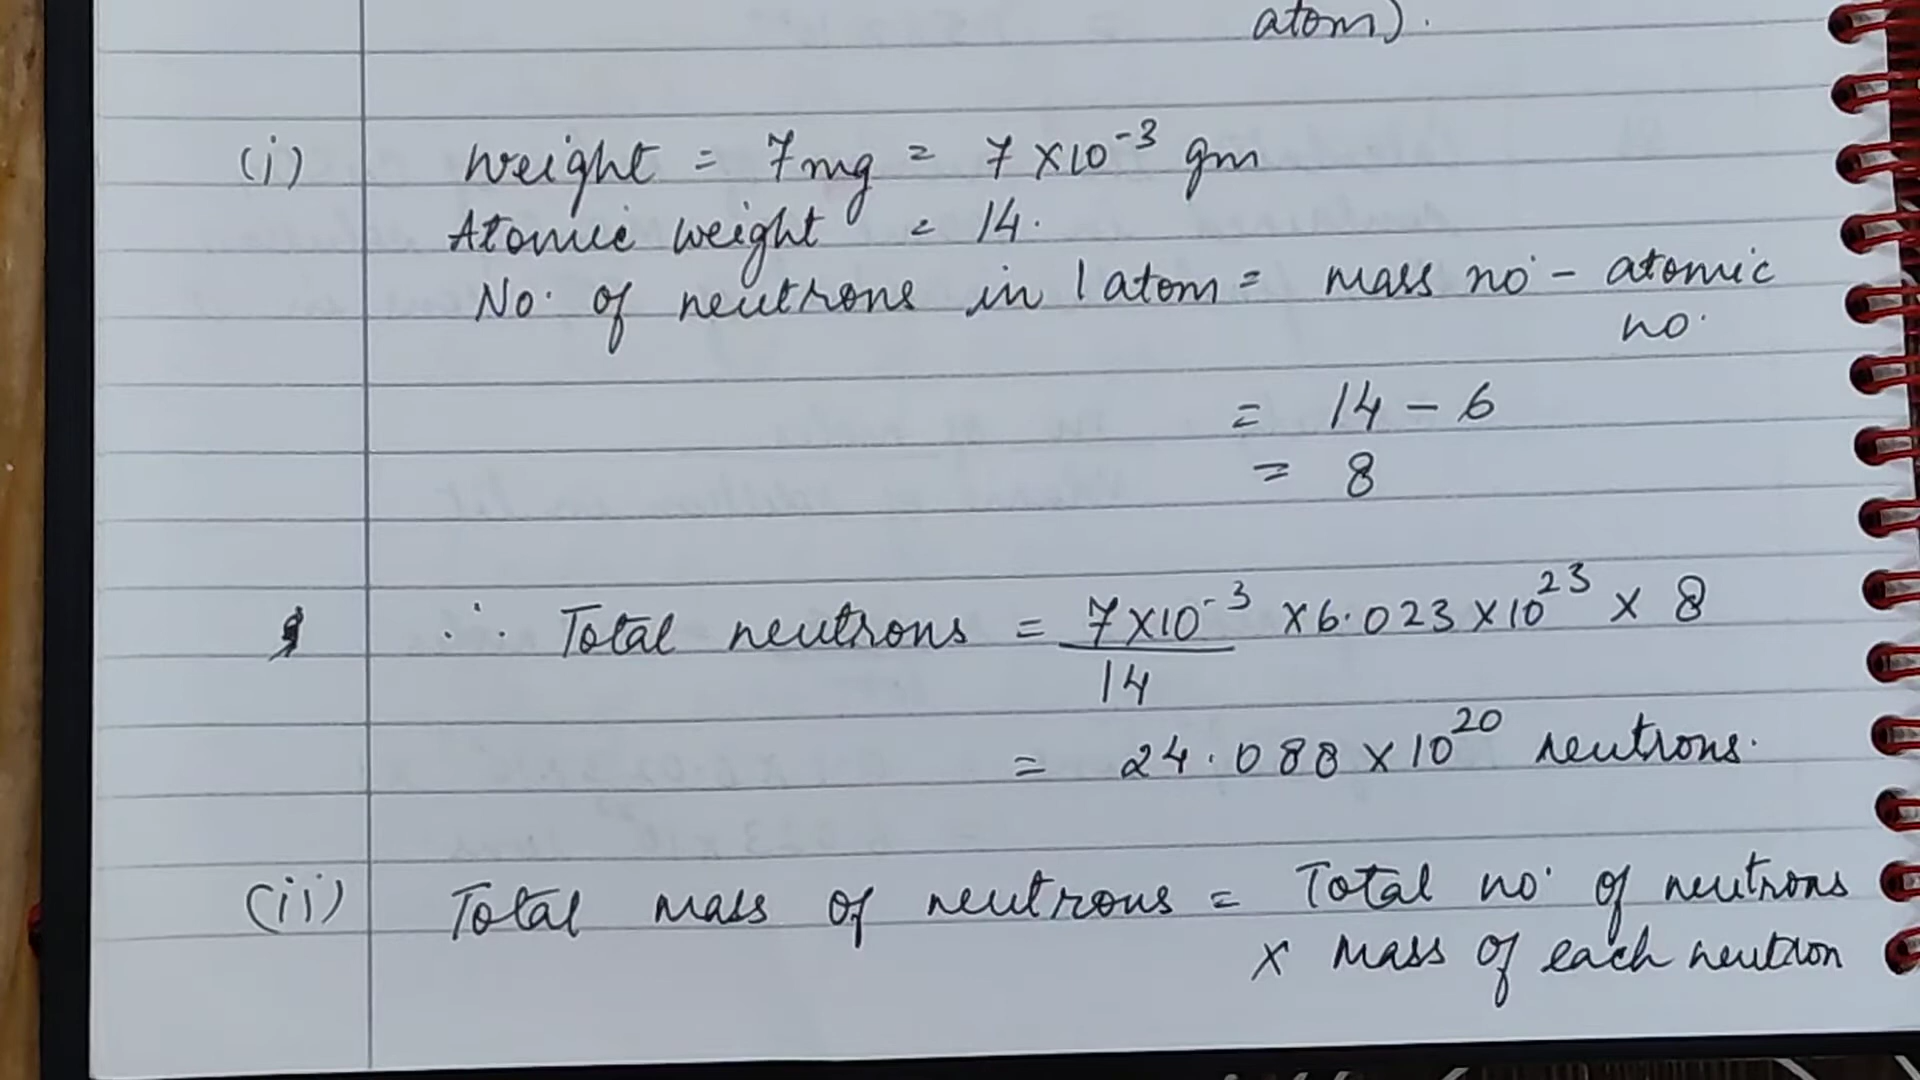 atom).
(i) Weight = 7mg = 7 × 10⁻³ gm
Atomic weight = 14.
No. of neutrons in 1 atom = mass no. - atomic
no.
= 14 - 6
= 8
∴ Total neutrons = 7×10⁻³ × 6.023 × 10²³ × 8
14
= 24.088 × 10²⁰ neutrons.
(ii) Total mass of neutrons = Total no. of neutrons
× mass of each neutron